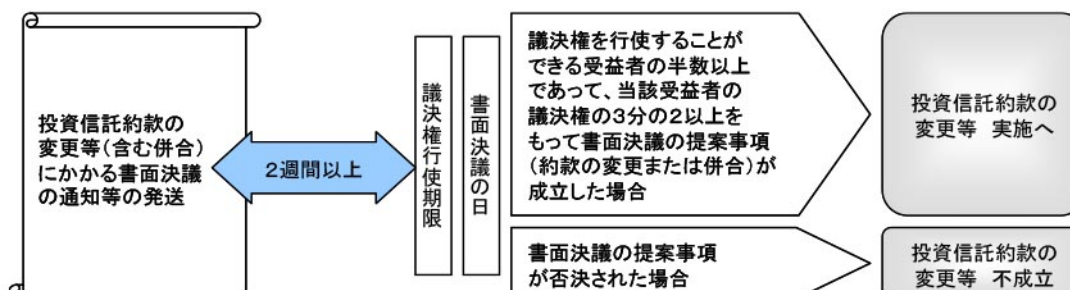 投資信託約款の
変更等(含む併合)
にかかる書面決議
の通知等の発送
2週間以上
議決権行使期限
書面決議の日
議決権を行使することが
できる受益者の半数以上
であって、当該受益者の
議決権の3分の2以上を
もって書面決議の提案事項
(約款の変更または併合)が
成立した場合
投資信託約款の
変更等 実施へ
書面決議の提案事項
が否決された場合
投資信託約款の
変更等 不成立